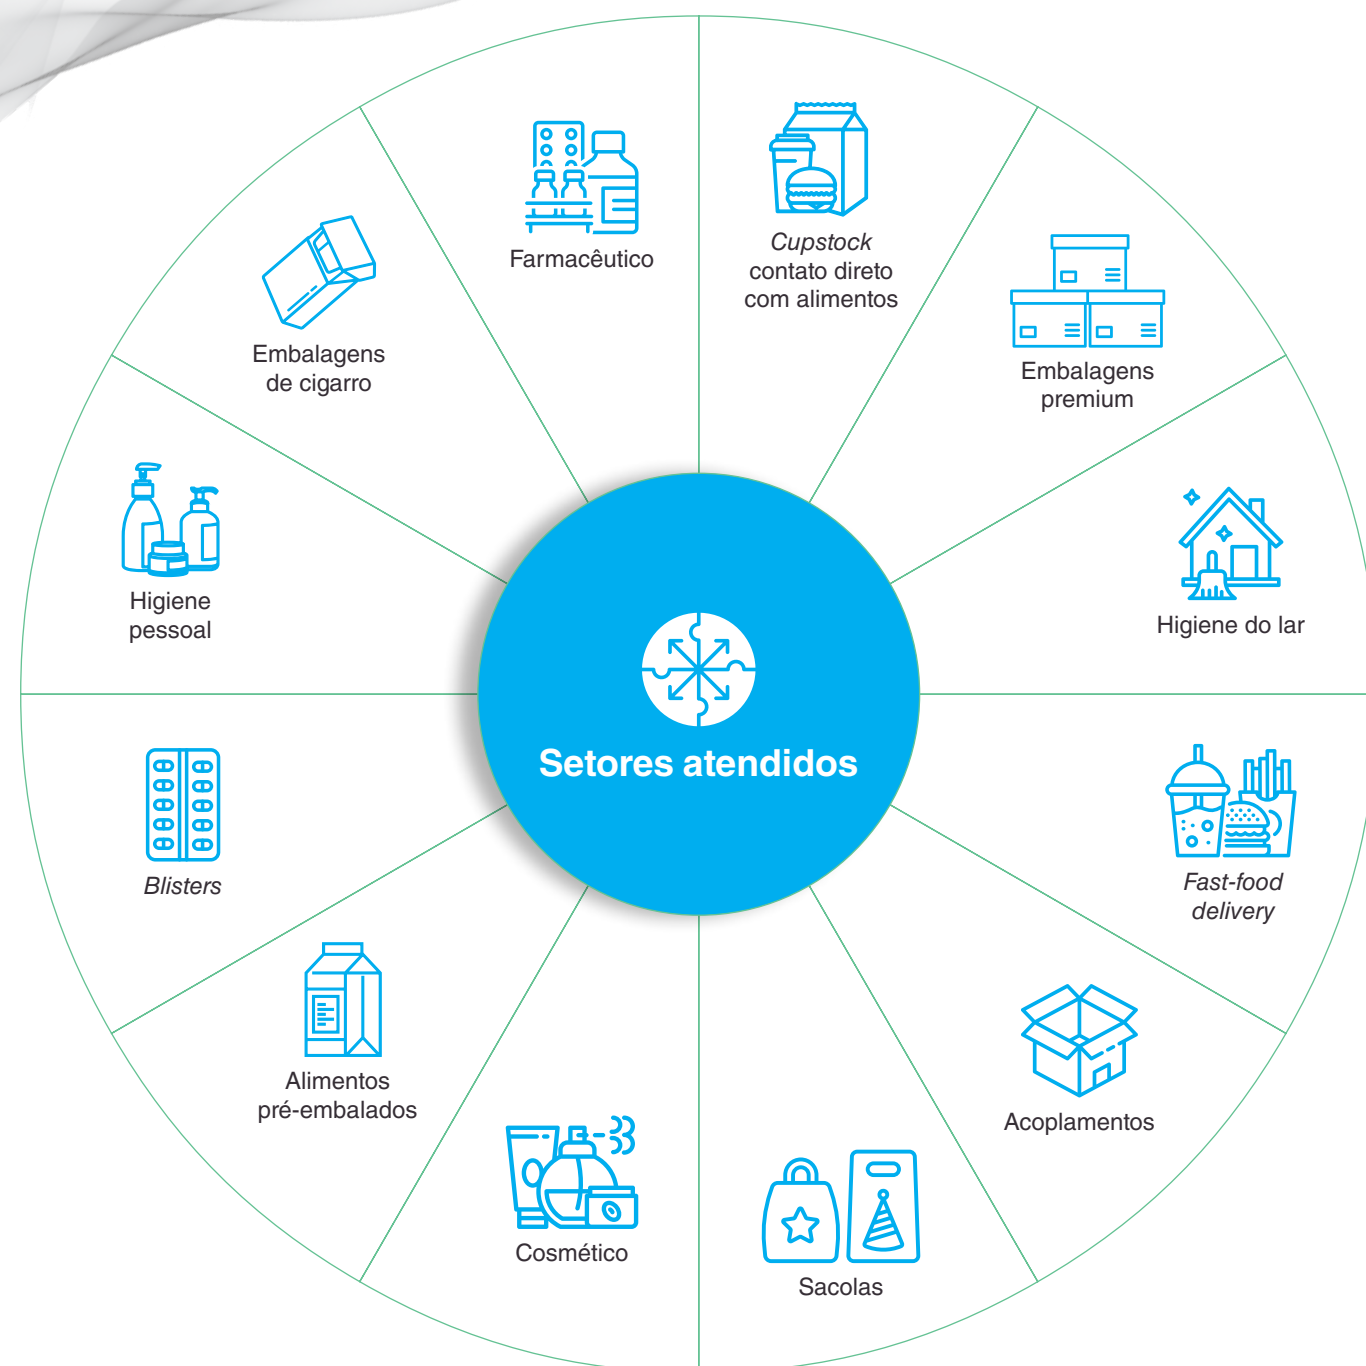 Farmacêutico
Cupstock
contato direto
com alimentos
Embalagens
premium
Higiene do lar
Fast-food
delivery
Acoplamentos
Sacolas
Cosmético
Alimentos
pré-embalados
Blisters
Higiene
pessoal
Embalagens
de cigarro
Setores atendidos